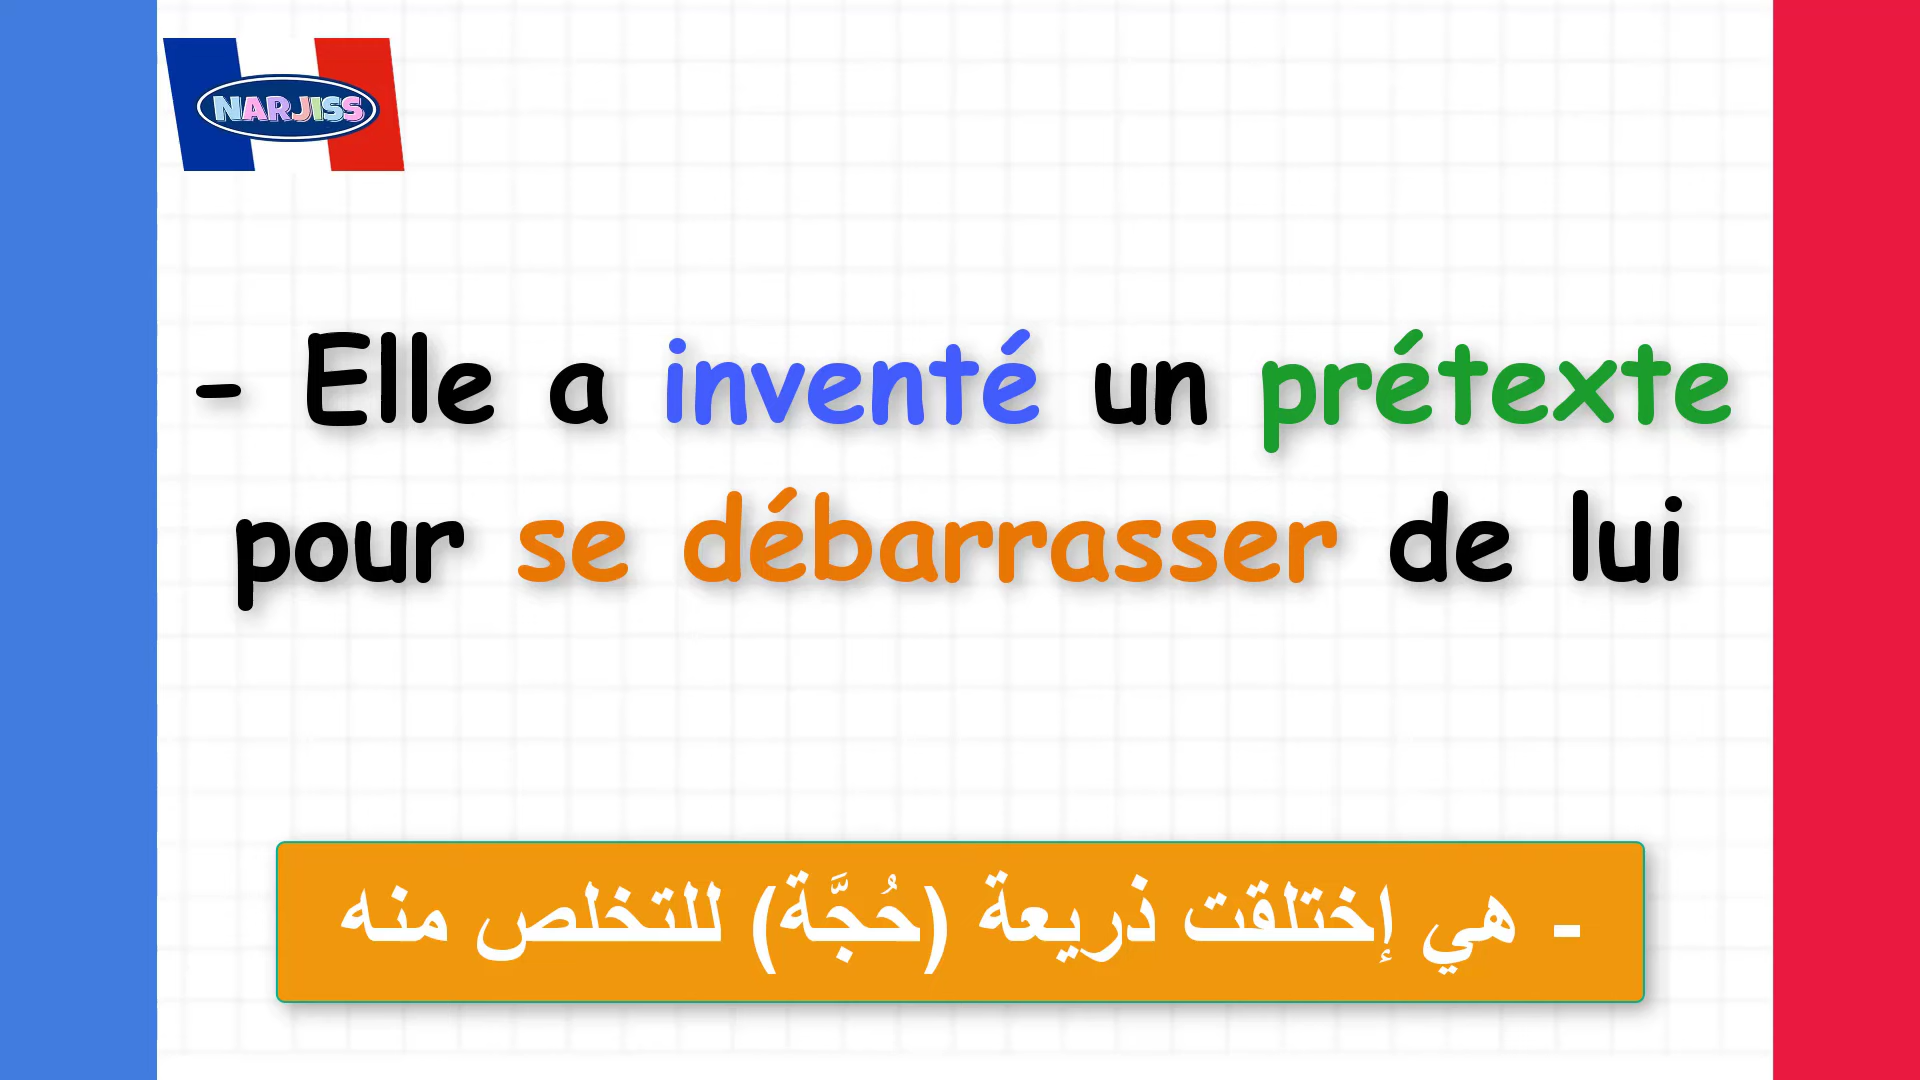 NARJISS
- Elle a inventé un prétexte
pour se débarrasser de lui
- هي إختلقت ذريعة (حُجَّة) للتخلص منه